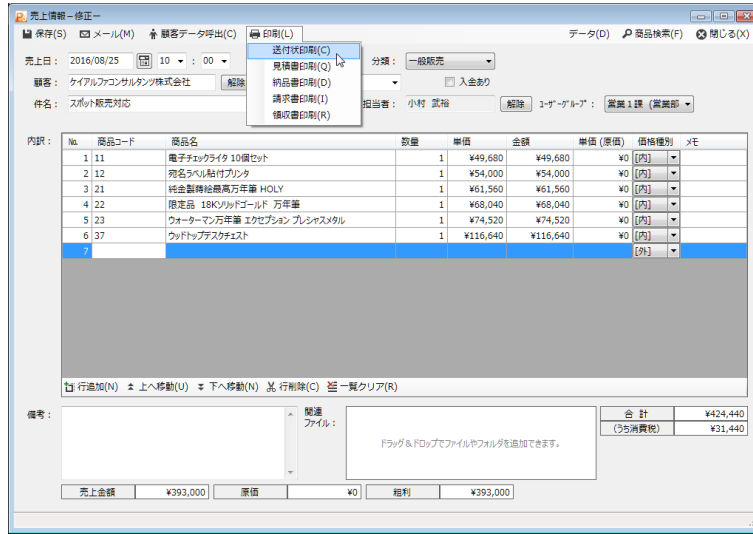 売上情報－修正－
保存(S) メール(M) 顧客データ呼出(C) 印刷(L) データ(D) 商品検索(F) 閉じる(X)
送付状印刷(C)
見積書印刷(Q)
納品書印刷(D)
請求書印刷(I)
領収書印刷(R)
売上日： 2016/08/25 10 ： 00 分類： 一般販売
顧客： ケイアルファコンサルタンツ株式会社 解除 入金あり
件名： スポット販売対応 担当者： 小村 武裕 解除 ﾕｰｻﾞｰｸﾞﾙｰﾌﾟ： 営業１課 (営業部
内訳： No. 商品コード 商品名 数量 単価 金額 単価 (原価) 価格種別 メモ
1 11 電子チェックライタ 10個セット 1 ¥49,680 ¥49,680 ¥0 [内]
2 12 宛名ラベル貼付プリンタ 1 ¥54,000 ¥54,000 ¥0 [内]
3 21 純金製蒔絵最高万年筆 HOLY 1 ¥61,560 ¥61,560 ¥0 [内]
4 22 限定品 18Kソリッドゴールド 万年筆 1 ¥68,040 ¥68,040 ¥0 [内]
5 23 ウォーターマン万年筆 エクセプション プレシャスメタル 1 ¥74,520 ¥74,520 ¥0 [内]
6 37 ウッドトップデスクチェスト 1 ¥116,640 ¥116,640 ¥0 [内]
7 [外]
行追加(N) 上へ移動(U) 下へ移動(N) 行削除(C) 一覧クリア(R)
備考： 関連ファイル： ドラッグ＆ドロップでファイルやフォルダを追加できます。
合 計 ¥424,440
(うち消費税) ¥31,440
売上金額 ¥393,000 原価 ¥0 粗利 ¥393,000